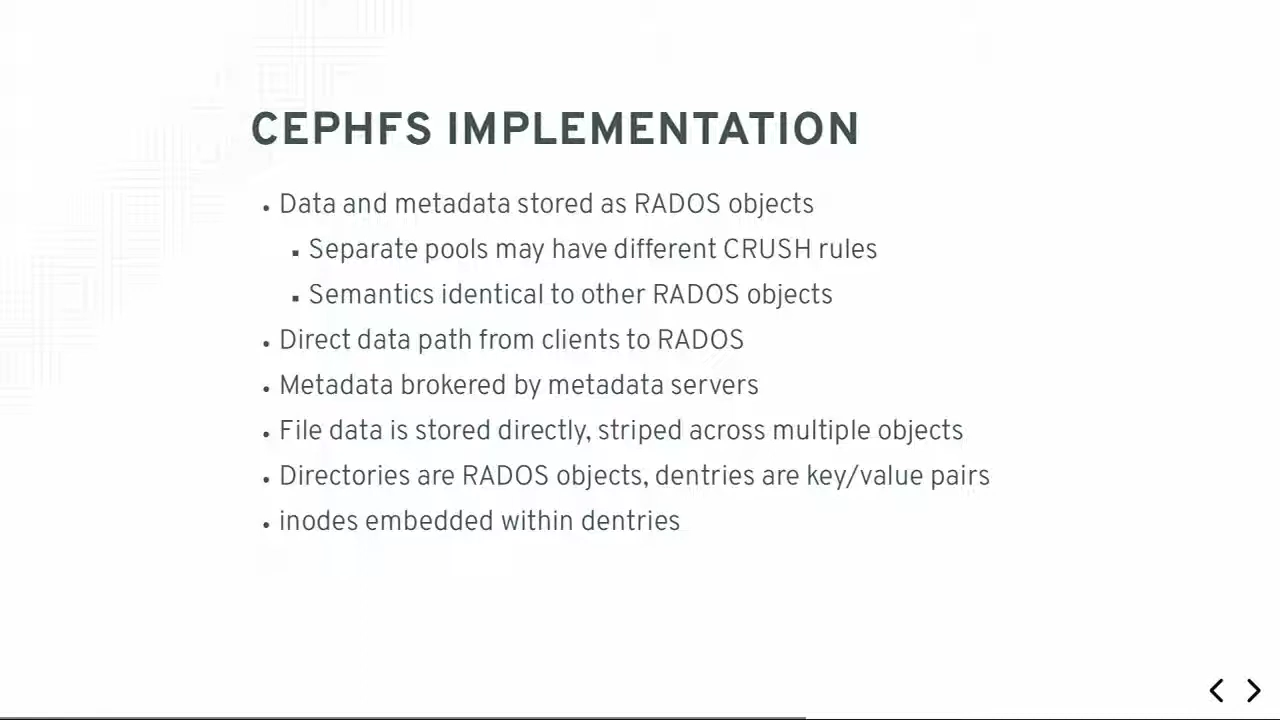 CEPHFS IMPLEMENTATION
• Data and metadata stored as RADOS objects
▪ Separate pools may have different CRUSH rules
▪ Semantics identical to other RADOS objects
• Direct data path from clients to RADOS
• Metadata brokered by metadata servers
• File data is stored directly, striped across multiple objects
• Directories are RADOS objects, dentries are key/value pairs
• inodes embedded within dentries